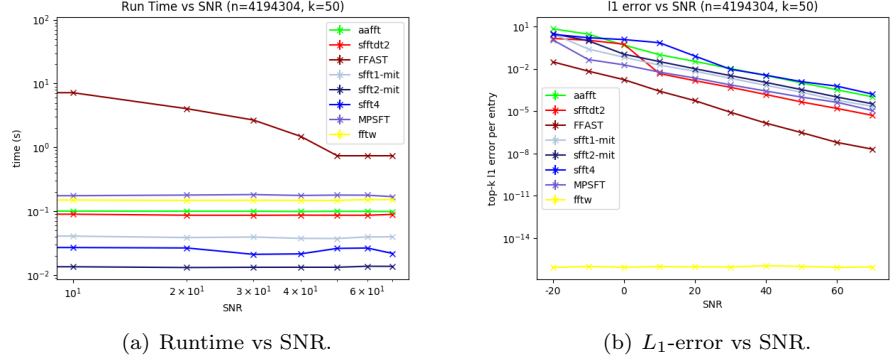 Run Time vs SNR (n=4194304, k=50)
10²
10¹
10⁰
10⁻¹
10⁻²
time (s)
aafft
sfftdt2
FFAST
sfft1-mit
sfft2-mit
sfft4
MPSFT
fftw
10¹
2×10¹
3×10¹
4×10¹
6×10¹
SNR
(a) Runtime vs SNR.
l1 error vs SNR (n=4194304, k=50)
10¹
10⁻²
10⁻⁵
10⁻⁸
10⁻¹¹
10⁻¹⁴
top-k l1 error per entry
aafft
sfftdt2
FFAST
sfft1-mit
sfft2-mit
sfft4
MPSFT
fftw
-20
0
20
40
60
SNR
(b) L₁-error vs SNR.